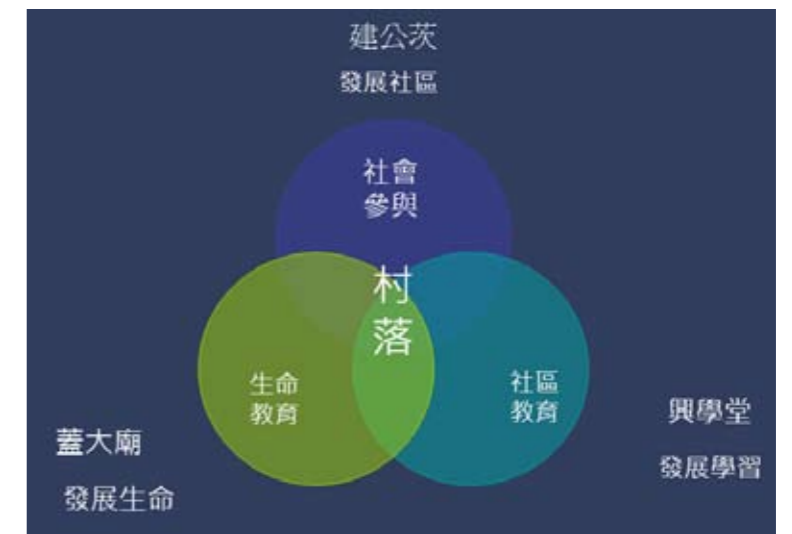 建公茨
發展社區
社會
參與
村
落
生命
教育
社區
教育
蓋大廟
發展生命
興學堂
發展學習